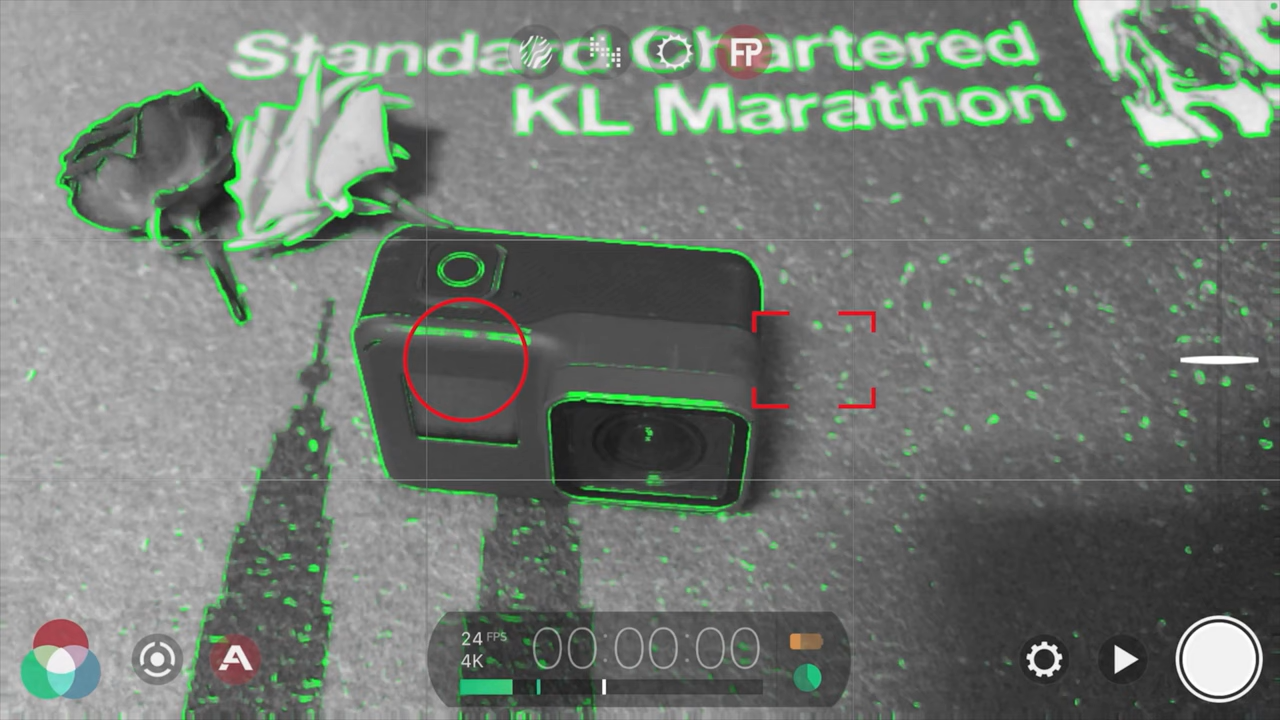 Standard Chartered
FP
KL Marathon
24 FPS
00:00:00
4K
A